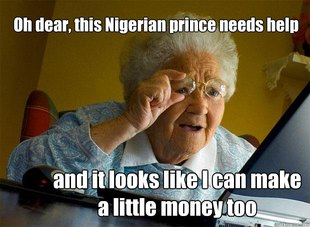 Oh dear, this Nigerian prince needs help
and it looks like I can make
a little money too